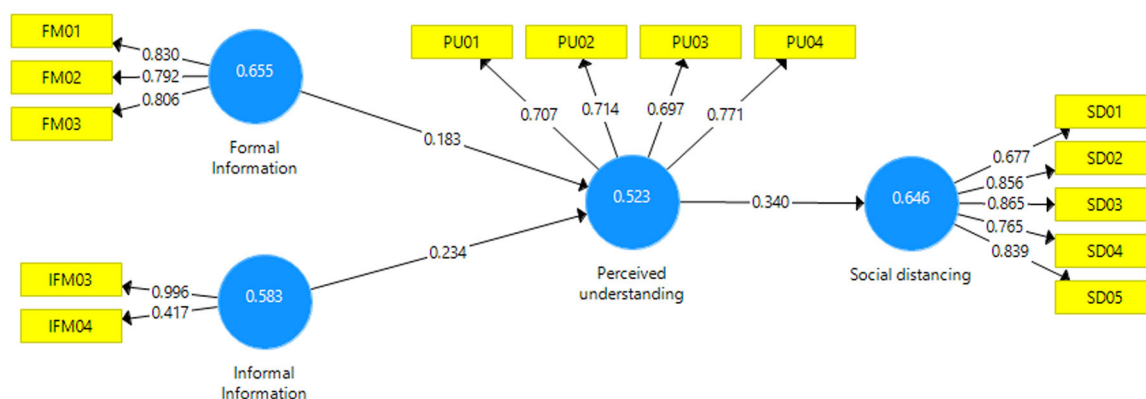 FM01
FM02
FM03
0.830
0.792
0.806
0.655
Formal
Information
0.183
IFM03
IFM04
0.996
0.417
0.583
Informal
Information
0.234
PU01
PU02
PU03
PU04
0.707
0.714
0.697
0.771
0.523
Perceived
understanding
0.340
0.646
Social distancing
0.677
0.856
0.865
0.765
0.839
SD01
SD02
SD03
SD04
SD05